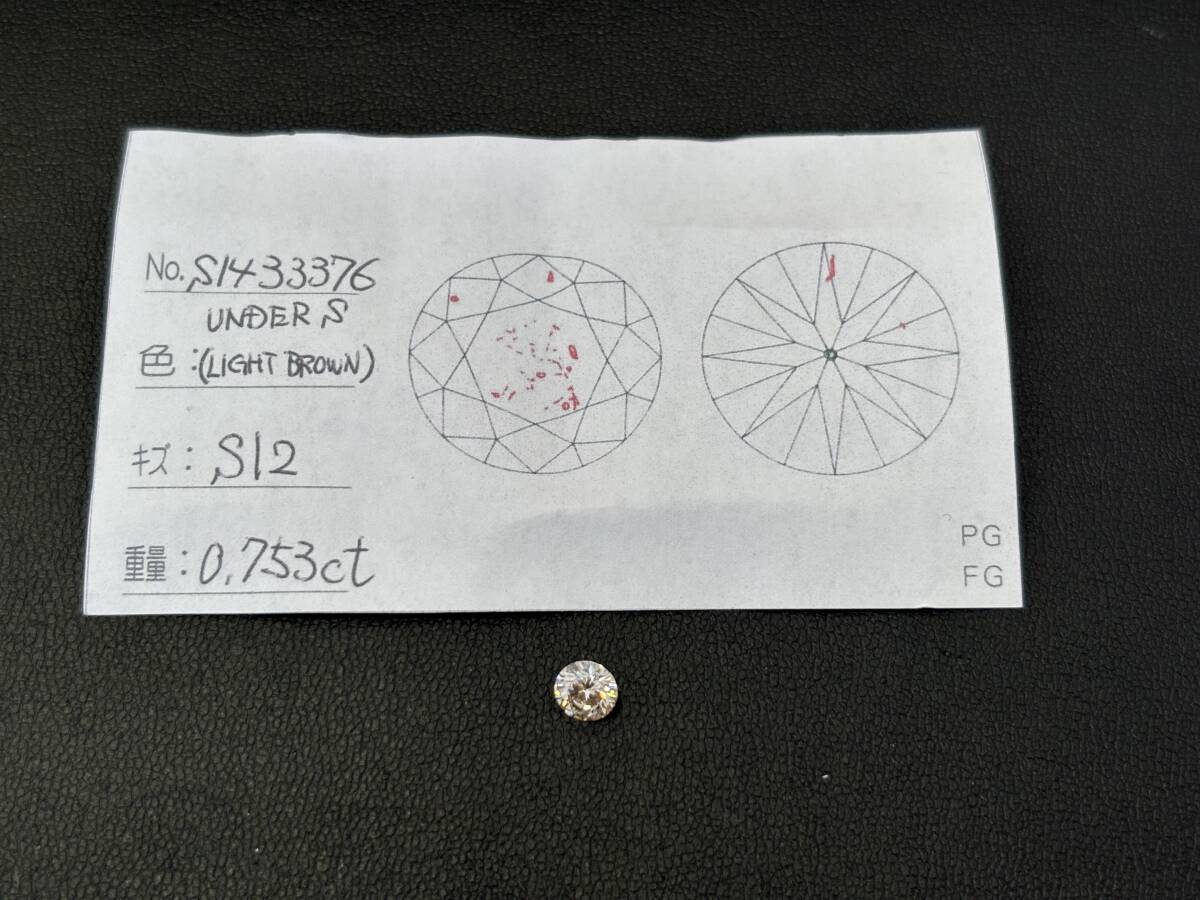 No. S1433376
UNDER S
色:(LIGHT BROWN)
キズ: SI2
重量: 0.753ct
PG
FG